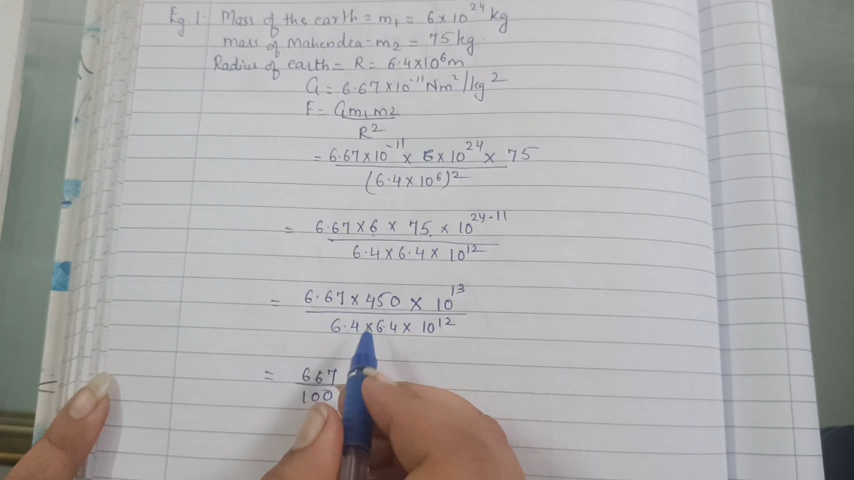 Eg 1. Mass of the earth = m₁ = 6×10²⁴ kg
mass of Mahendra = m₂ = 75 kg
Radius of earth = R = 6.4×10⁶m
G = 6.67×10⁻¹¹ Nm²/kg²
F = Gm₁m₂
R²
= 6.67×10⁻¹¹ × 6×10²⁴ × 75
(6.4×10⁶)²
= 6.67×6 × 75 × 10²⁴⁻¹¹
6.4×6.4× 10¹²
= 6.67×450 × 10¹³
6.4×6.4× 10¹²
= 667
100